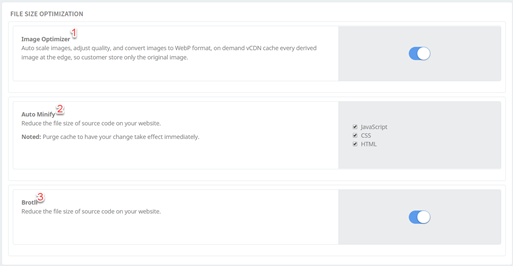 FILE SIZE OPTIMIZATION
Image Optimizer 1
Auto scale images, adjust quality, and convert images to WebP format, on demand vCDN cache every derived
image at the edge, so customer store only the original image.
Auto Minify 2
Reduce the file size of source code on your website.
Noted: Purge cache to have your change take effect immediately.
JavaScript
CSS
HTML
Brotli 3
Reduce the file size of source code on your website.